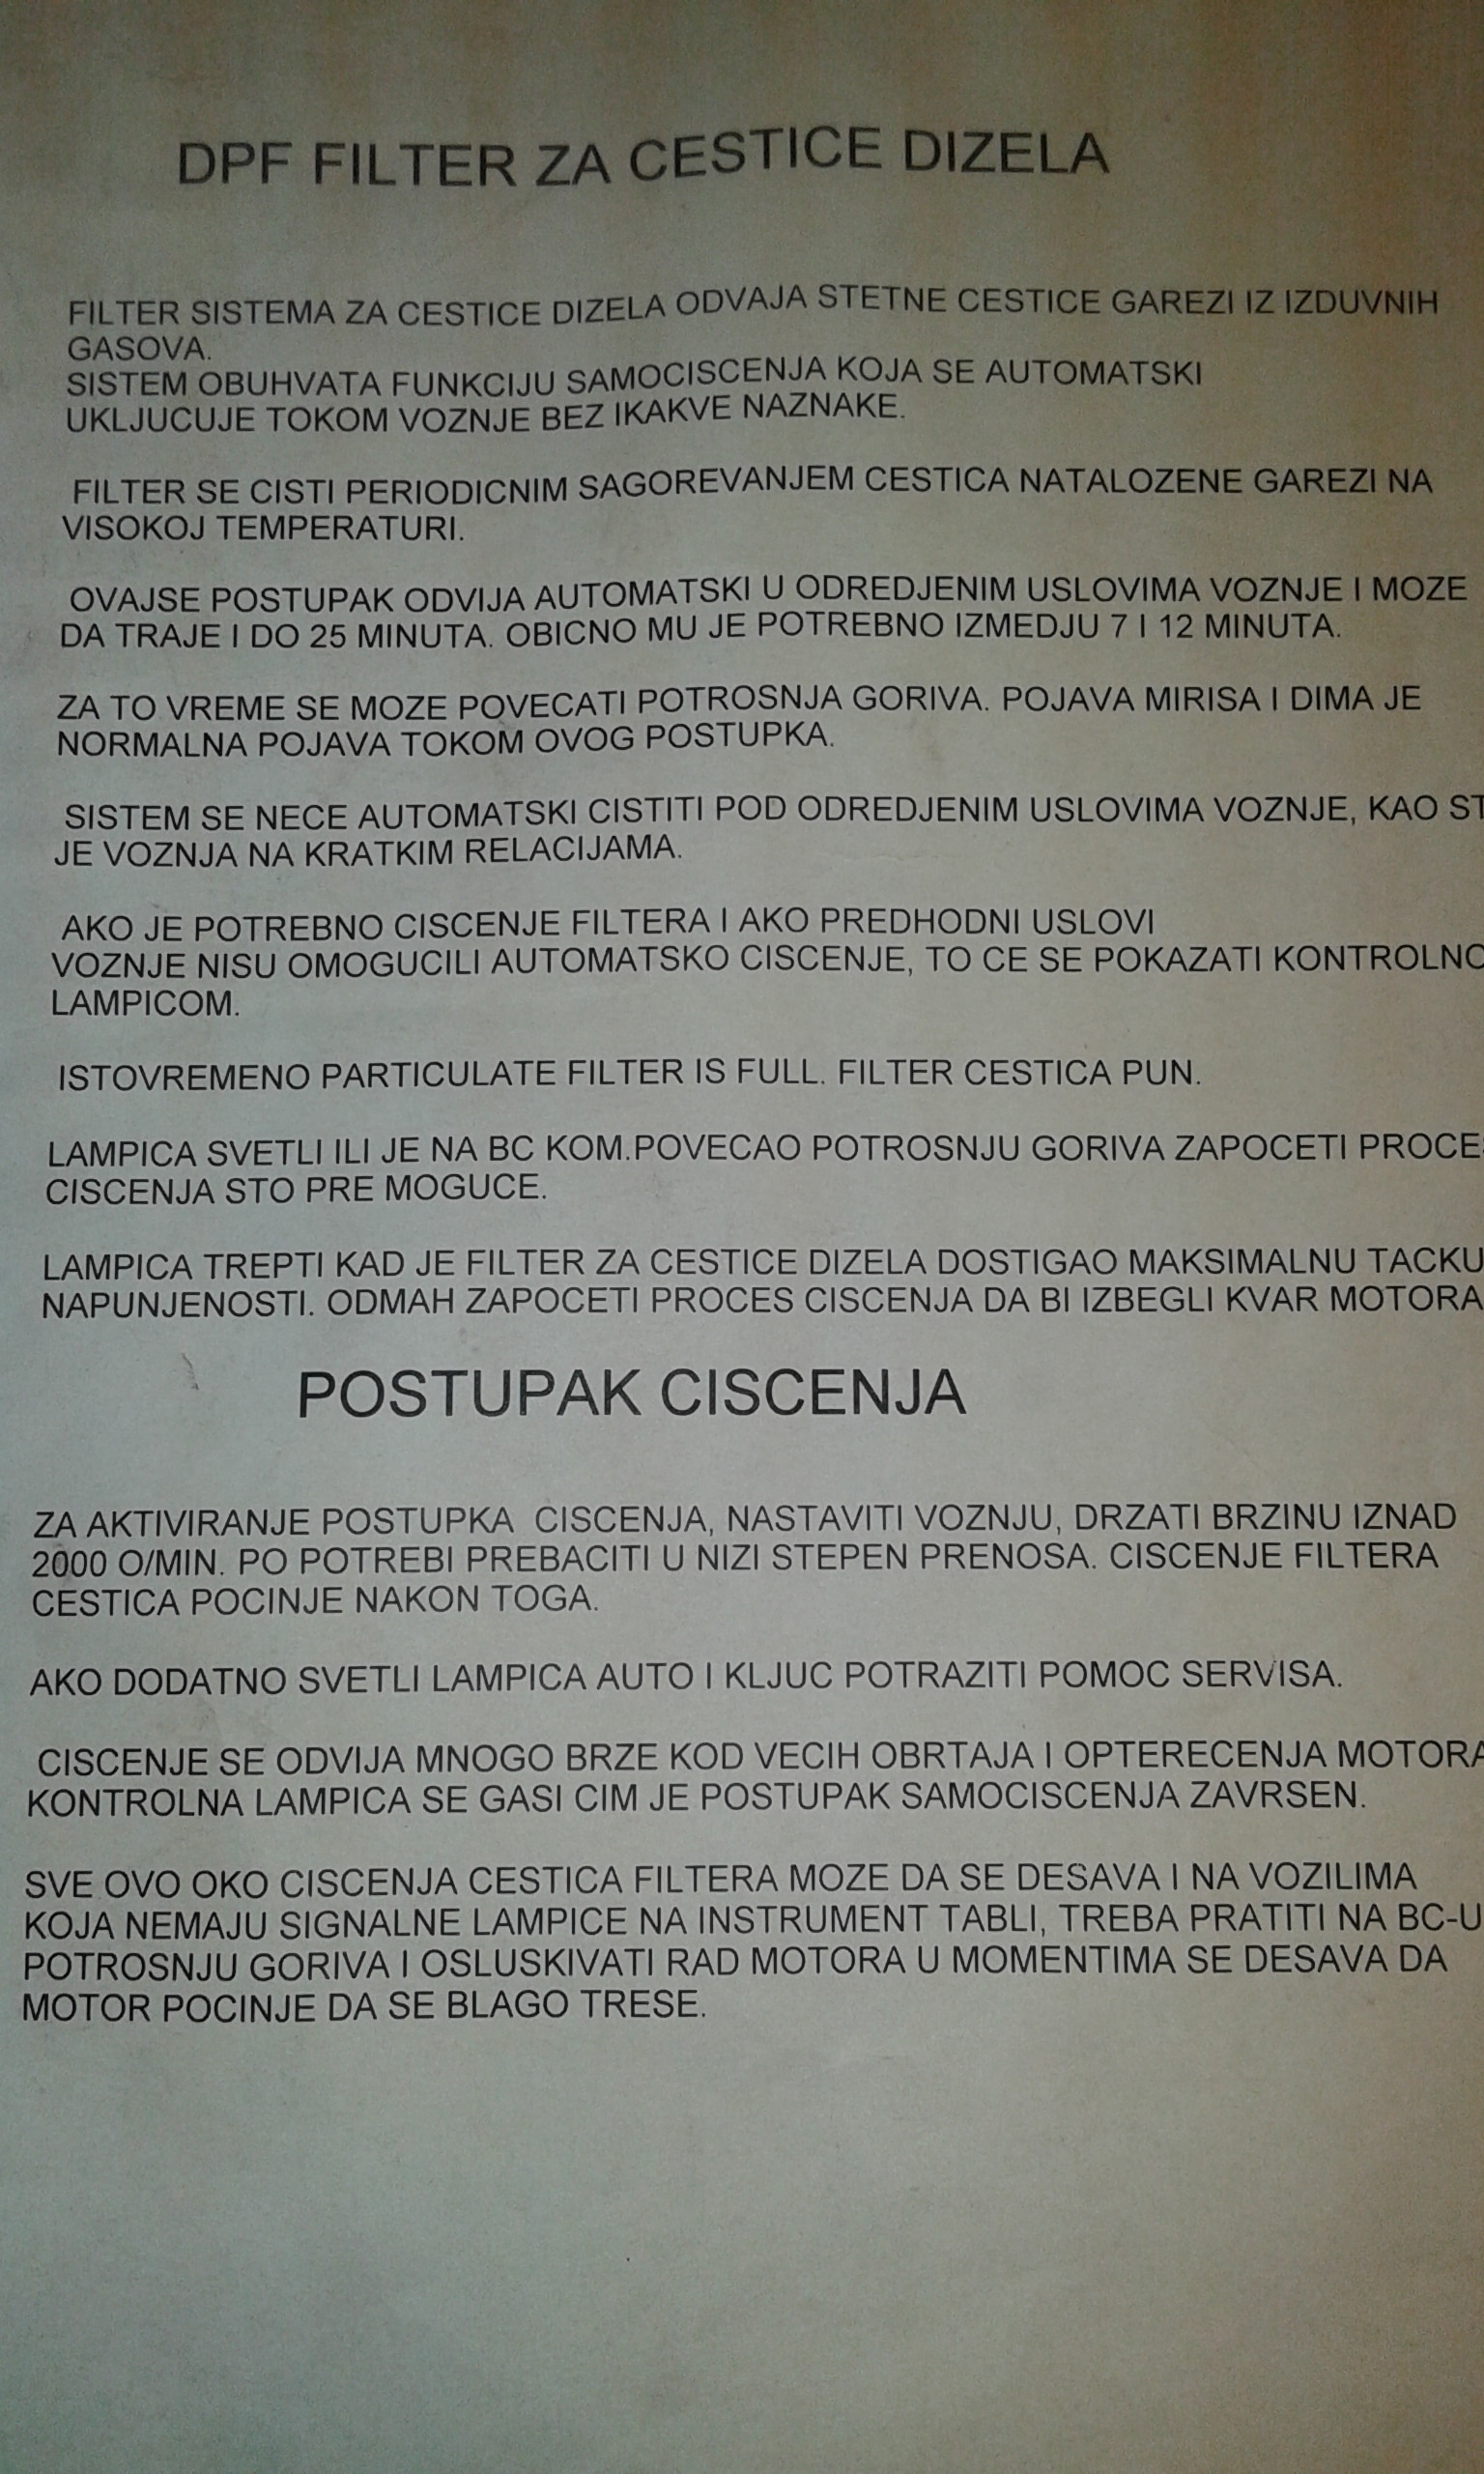 DPF FILTER ZA CESTICE DIZELA
FILTER SISTEMA ZA CESTICE DIZELA ODVAJA STETNE CESTICE GAREZI IZ IZDUVNIH
GASOVA.
SISTEM OBUHVATA FUNKCIJU SAMOCISCENJA KOJA SE AUTOMATSKI
UKLJUCUJE TOKOM VOZNJE BEZ IKAKVE NAZNAKE.
FILTER SE CISTI PERIODICNIM SAGOREVANJEM CESTICA NATALOZENE GAREZI NA
VISOKOJ TEMPERATURI.
OVAJSE POSTUPAK ODVIJA AUTOMATSKI U ODREDJENIM USLOVIMA VOZNJE I MOZE
DA TRAJE I DO 25 MINUTA. OBICNO MU JE POTREBNO IZMEDJU 7 I 12 MINUTA.
ZA TO VREME SE MOZE POVECATI POTROSNJA GORIVA. POJAVA MIRISA I DIMA JE
NORMALNA POJAVA TOKOM OVOG POSTUPKA.
SISTEM SE NECE AUTOMATSKI CISTITI POD ODREDJENIM USLOVIMA VOZNJE, KAO ST
JE VOZNJA NA KRATKIM RELACIJAMA.
AKO JE POTREBNO CISCENJE FILTERA I AKO PREDHODNI USLOVI
VOZNJE NISU OMOGUCILI AUTOMATSKO CISCENJE, TO CE SE POKAZATI KONTROLNO
LAMPICOM.
ISTOVREMENO PARTICULATE FILTER IS FULL. FILTER CESTICA PUN.
LAMPICA SVETLI ILI JE NA BC KOM.POVECAO POTROSNJU GORIVA ZAPOCETI PROCES
CISCENJA STO PRE MOGUCE.
LAMPICA TREPTI KAD JE FILTER ZA CESTICE DIZELA DOSTIGAO MAKSIMALNU TACKU
NAPUNJENOSTI. ODMAH ZAPOCETI PROCES CISCENJA DA BI IZBEGLI KVAR MOTORA
POSTUPAK CISCENJA
ZA AKTIVIRANJE POSTUPKA CISCENJA, NASTAVITI VOZNJU, DRZATI BRZINU IZNAD
2000 O/MIN. PO POTREBI PREBACITI U NIZI STEPEN PRENOSA. CISCENJE FILTERA
CESTICA POCINJE NAKON TOGA.
AKO DODATNO SVETLI LAMPICA AUTO I KLJUC POTRAZITI POMOC SERVISA.
CISCENJE SE ODVIJA MNOGO BRZE KOD VECIH OBRTAJA I OPTERECENJA MOTORA
KONTROLNA LAMPICA SE GASI CIM JE POSTUPAK SAMOCISCENJA ZAVRSEN.
SVE OVO OKO CISCENJA CESTICA FILTERA MOZE DA SE DESAVA I NA VOZILIMA
KOJA NEMAJU SIGNALNE LAMPICE NA INSTRUMENT TABLI, TREBA PRATITI NA BC-U
POTROSNJU GORIVA I OSLUSKIVATI RAD MOTORA U MOMENTIMA SE DESAVA DA
MOTOR POCINJE DA SE BLAGO TRESE.